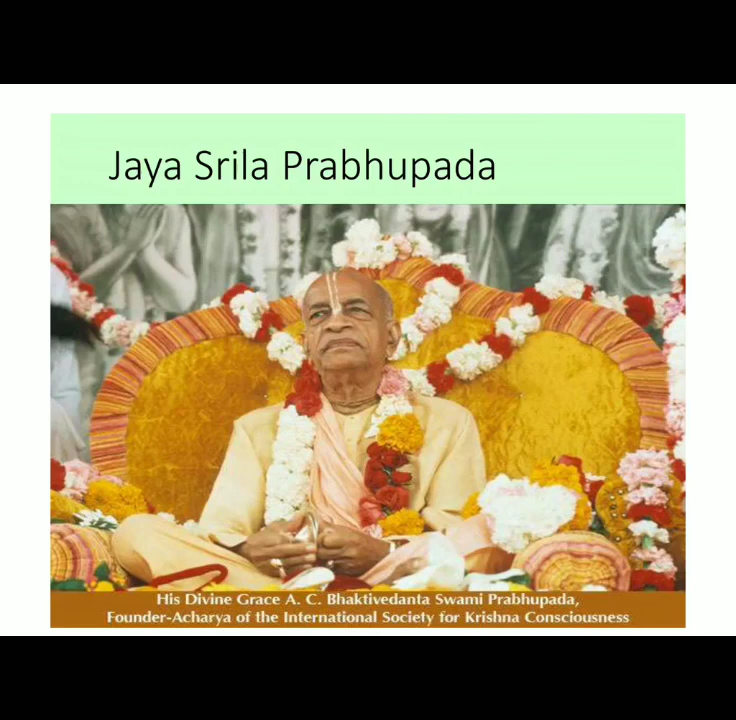 Jaya Srila Prabhupada
His Divine Grace A. C. Bhaktivedanta Swami Prabhupada,
Founder-Acharya of the International Society for Krishna Consciousness